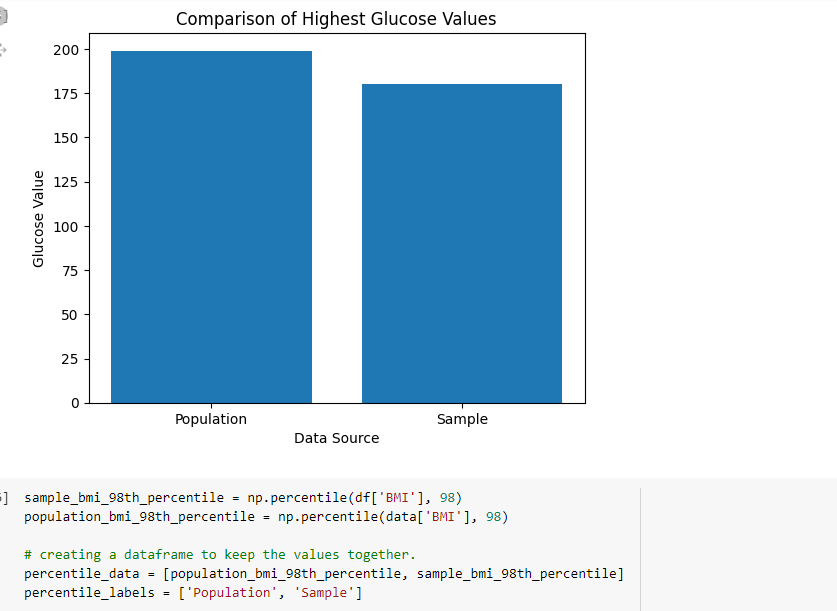 Comparison of Highest Glucose Values
200
175
150
125
100
75
50
25
0
Glucose Value
Population
Sample
Data Source
sample_bmi_98th_percentile = np.percentile(df['BMI'], 98)
population_bmi_98th_percentile = np.percentile(data['BMI'], 98)
# creating a dataframe to keep the values together.
percentile_data = [population_bmi_98th_percentile, sample_bmi_98th_percentile]
percentile_labels = ['Population', 'Sample']